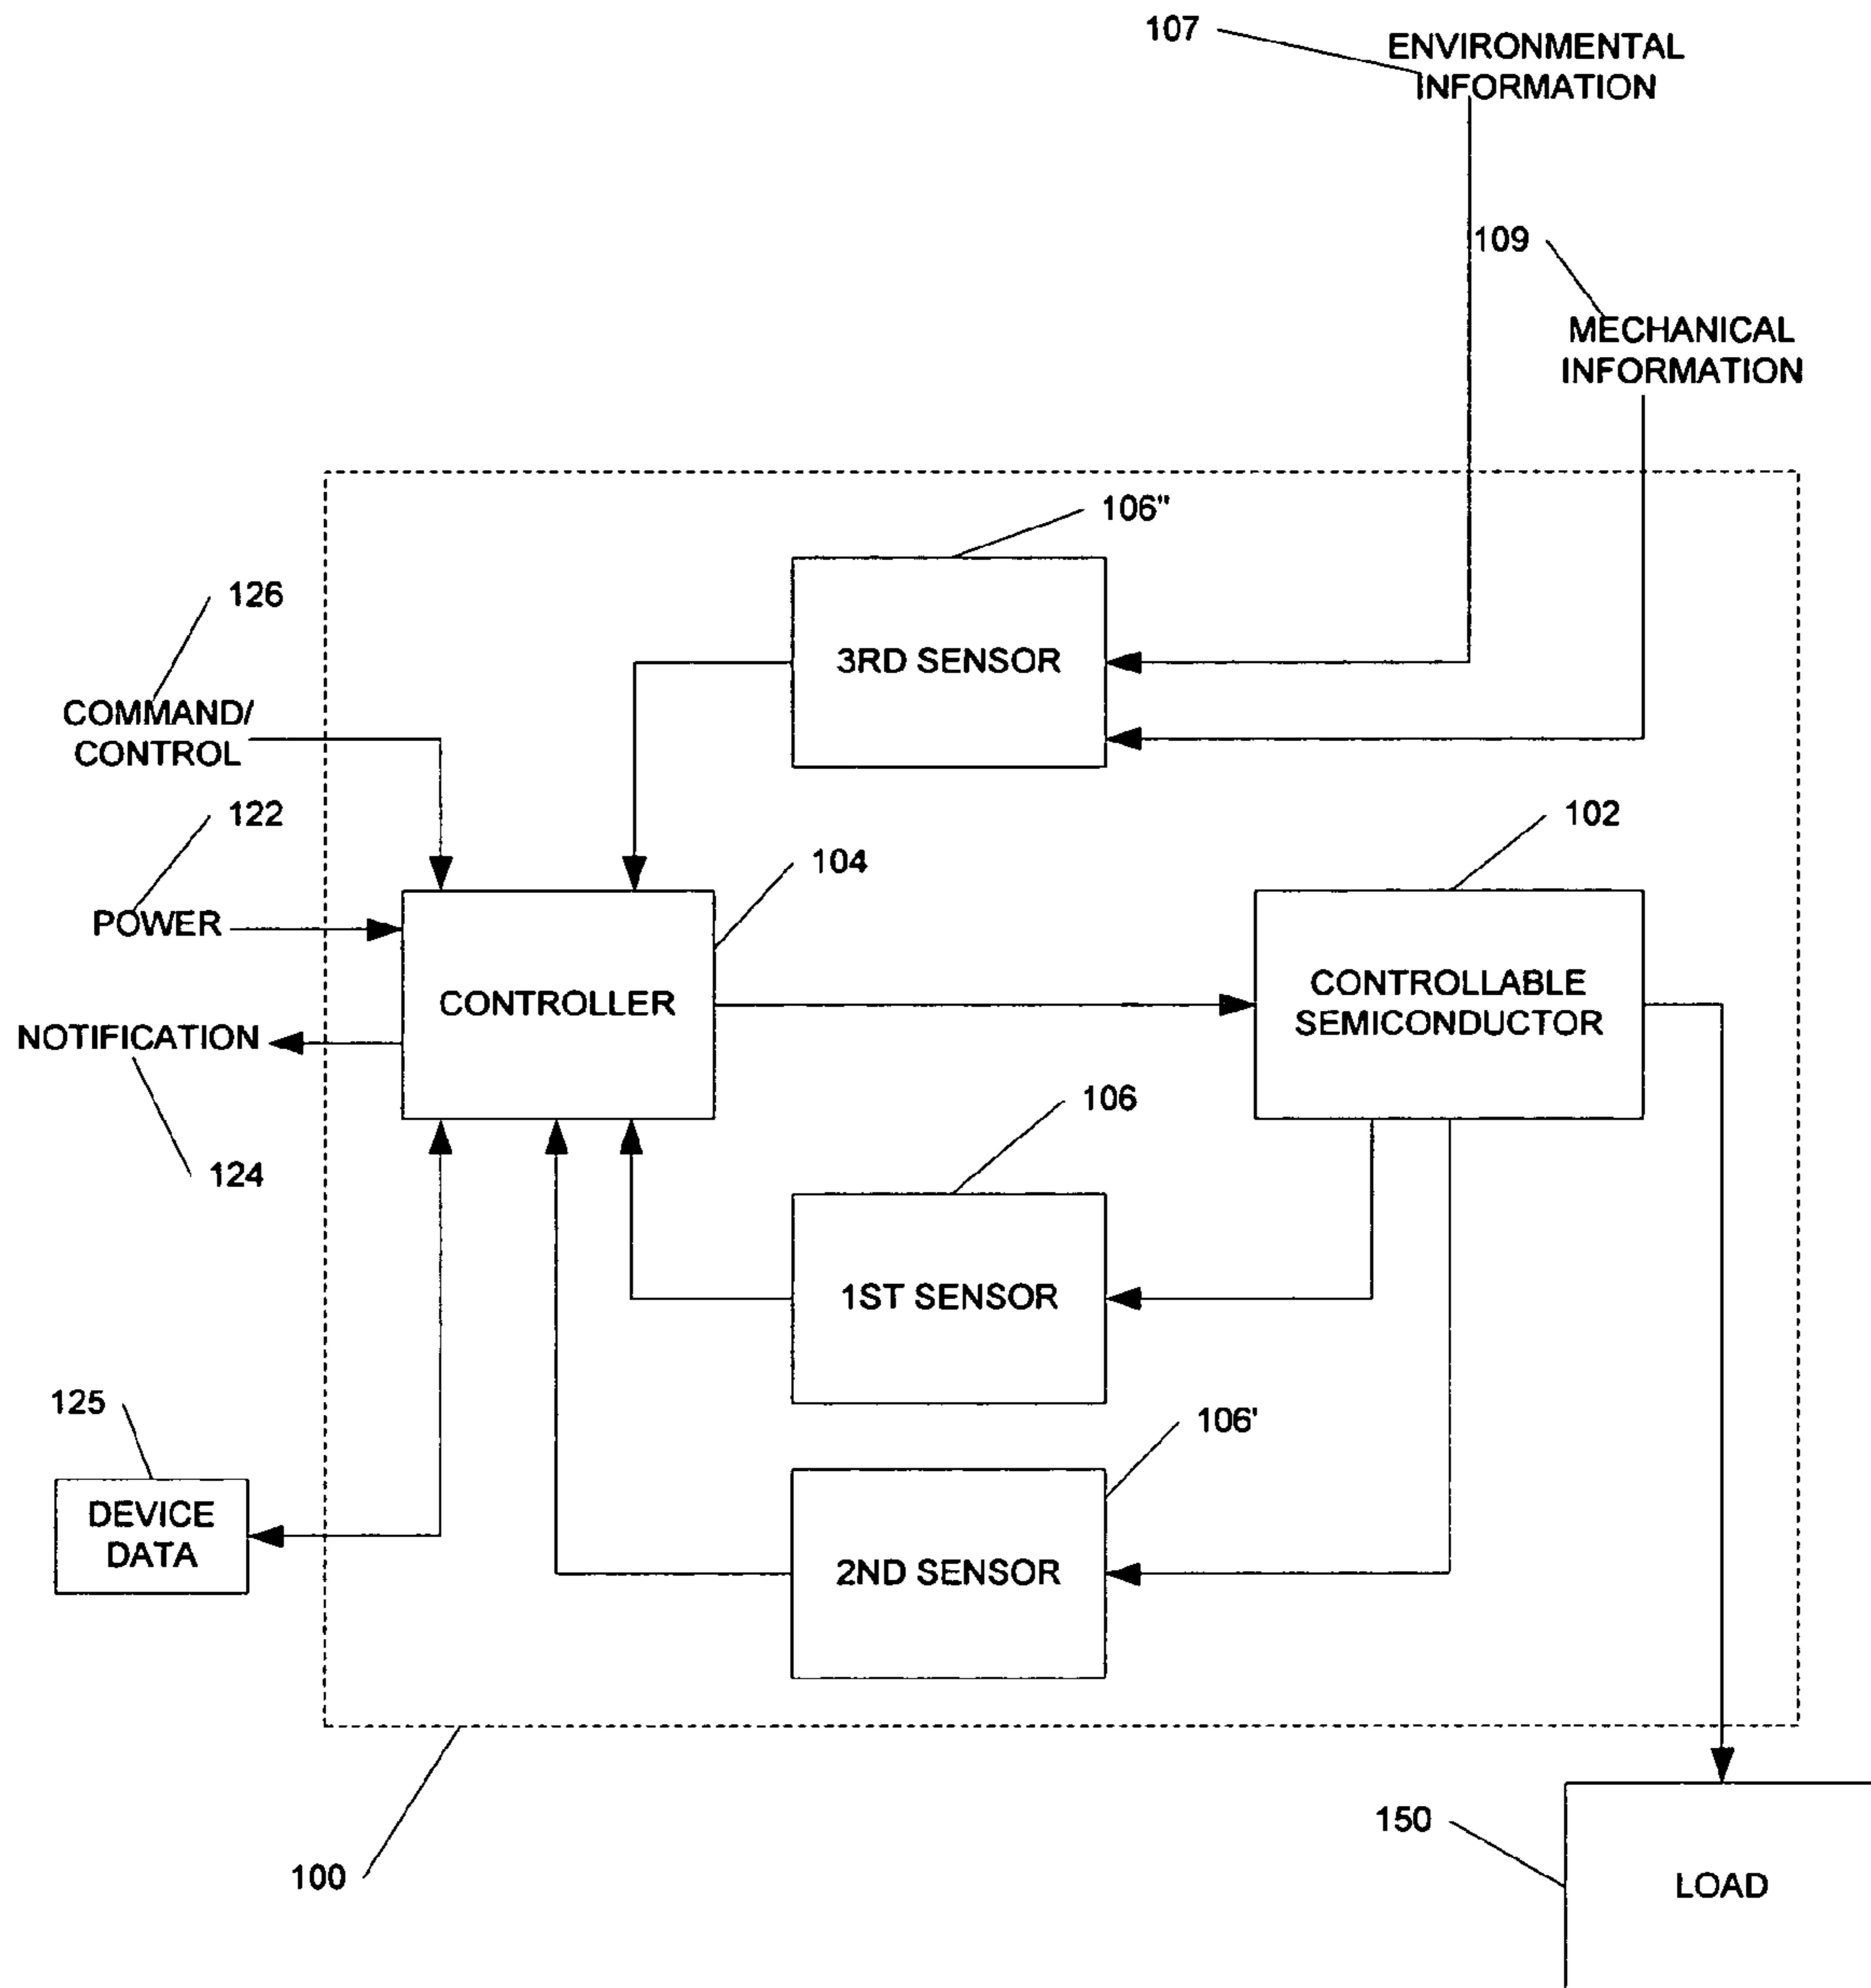 107
ENVIRONMENTAL
INFORMATION
109
MECHANICAL
INFORMATION
106"
126
3RD SENSOR
COMMAND/
CONTROL
122
102
104
POWER
CONTROLLER
CONTROLLABLE
SEMICONDUCTOR
NOTIFICATION
106
124
1ST SENSOR
125
106'
DEVICE
DATA
2ND SENSOR
150
100
LOAD